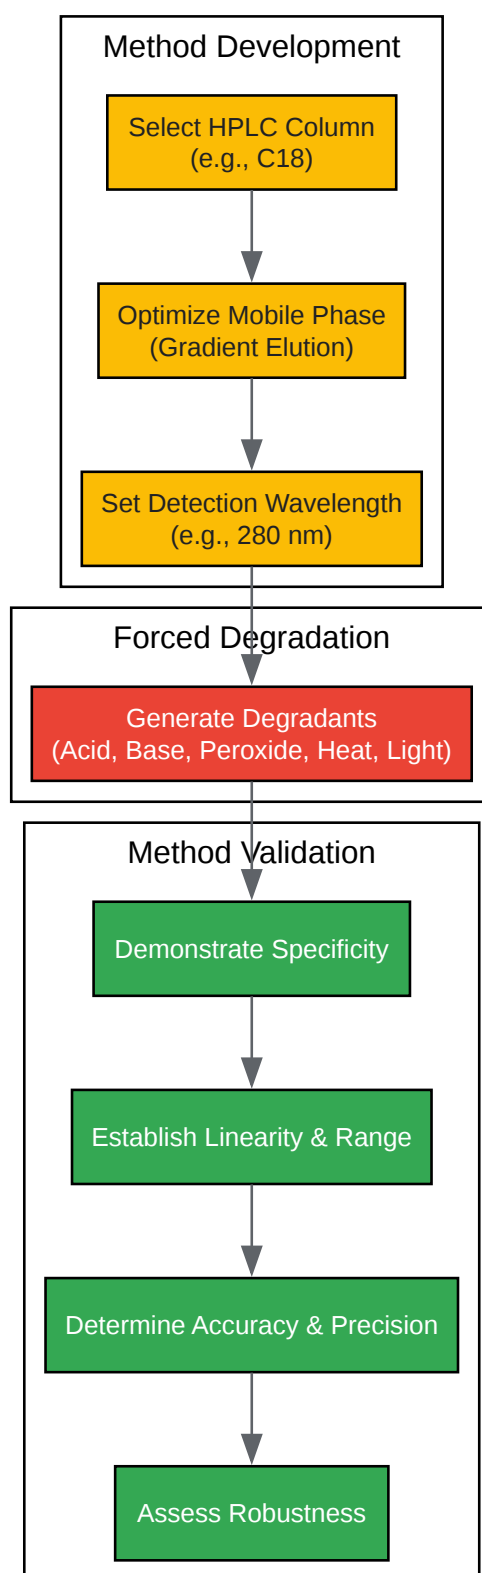 Method Development
Select HPLC Column
(e.g., C18)
Optimize Mobile Phase
(Gradient Elution)
Set Detection Wavelength
(e.g., 280 nm)
Forced Degradation
Generate Degradants
(Acid, Base, Peroxide, Heat, Light)
Method Validation
Demonstrate Specificity
Establish Linearity & Range
Determine Accuracy & Precision
Assess Robustness